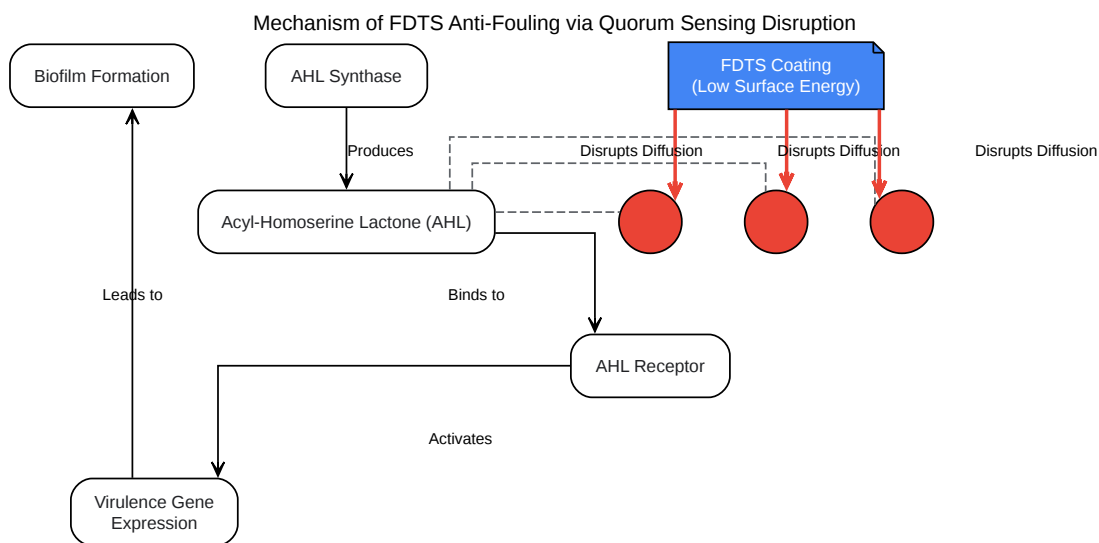 Mechanism of FDTS Anti-Fouling via Quorum Sensing Disruption
Biofilm Formation
AHL Synthase
FDTS Coating
(Low Surface Energy)
Produces
Disrupts Diffusion
Disrupts Diffusion
Disrupts Diffusion
Acyl-Homoserine Lactone (AHL)
Leads to
Binds to
AHL Receptor
Activates
Virulence Gene
Expression